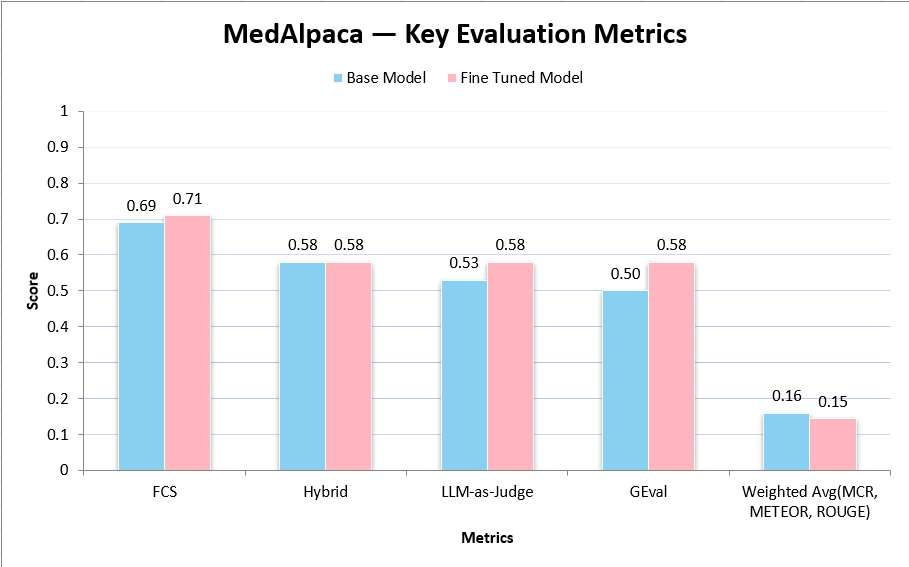 MedAlpaca — Key Evaluation Metrics
Base Model
Fine Tuned Model
1
0.9
0.8
0.7
0.6
0.5
0.4
0.3
0.2
0.1
0
Score
0.69
0.71
0.58
0.58
0.53
0.58
0.50
0.58
0.16
0.15
FCS
Hybrid
LLM-as-Judge
GEval
Weighted Avg(MCR,
METEOR, ROUGE)
Metrics